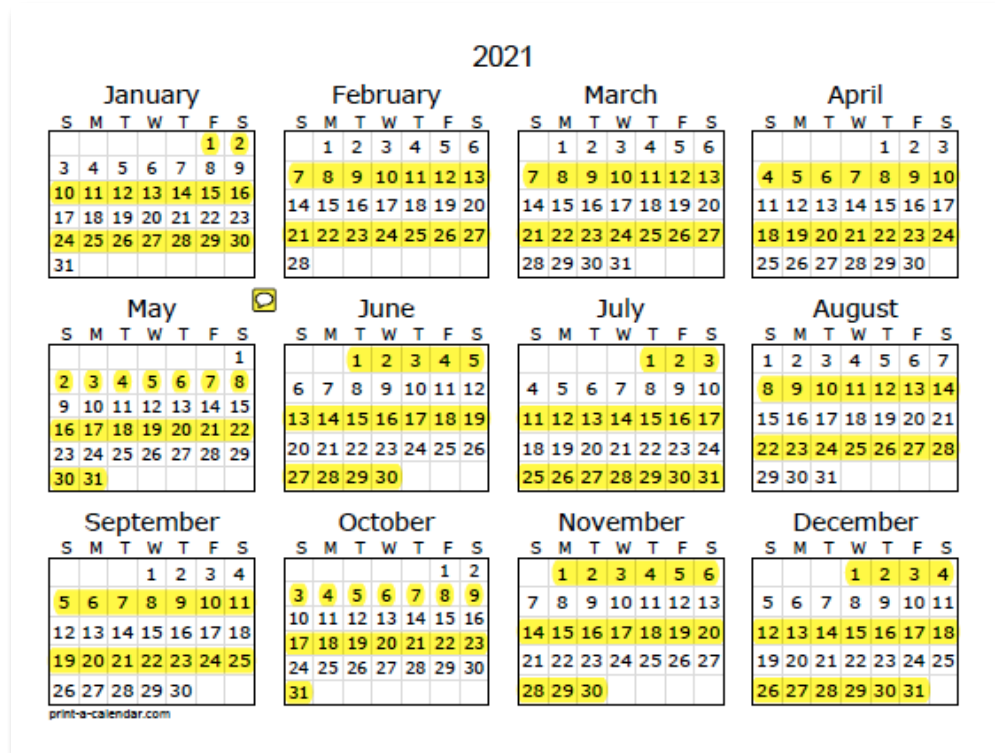 2021
January February March April
S M T W T F S S M T W T F S S M T W T F S S M T W T F S
1 2 1 2 3 4 5 6 1 2 3 4 5 6 1 2 3
3 4 5 6 7 8 9 7 8 9 10 11 12 13 7 8 9 10 11 12 13 4 5 6 7 8 9 10
10 11 12 13 14 15 16 14 15 16 17 18 19 20 14 15 16 17 18 19 20 11 12 13 14 15 16 17
17 18 19 20 21 22 23 21 22 23 24 25 26 27 21 22 23 24 25 26 27 18 19 20 21 22 23 24
24 25 26 27 28 29 30 28 28 29 30 31 25 26 27 28 29 30
31
May June July August
S M T W T F S S M T W T F S S M T W T F S S M T W T F S
1 1 2 3 4 5 1 2 3 1 2 3 4 5 6 7
2 3 4 5 6 7 8 6 7 8 9 10 11 12 4 5 6 7 8 9 10 8 9 10 11 12 13 14
9 10 11 12 13 14 15 13 14 15 16 17 18 19 11 12 13 14 15 16 17 15 16 17 18 19 20 21
16 17 18 19 20 21 22 20 21 22 23 24 25 26 18 19 20 21 22 23 24 22 23 24 25 26 27 28
23 24 25 26 27 28 29 27 28 29 30 25 26 27 28 29 30 31 29 30 31
30 31
September October November December
S M T W T F S S M T W T F S S M T W T F S S M T W T F S
1 2 3 4 1 2 1 2 3 4 5 6 1 2 3 4
5 6 7 8 9 10 11 3 4 5 6 7 8 9 7 8 9 10 11 12 13 5 6 7 8 9 10 11
12 13 14 15 16 17 18 10 11 12 13 14 15 16 14 15 16 17 18 19 20 12 13 14 15 16 17 18
19 20 21 22 23 24 25 17 18 19 20 21 22 23 21 22 23 24 25 26 27 19 20 21 22 23 24 25
26 27 28 29 30 24 25 26 27 28 29 30 28 29 30 26 27 28 29 30 31
31
print-a-calendar.com